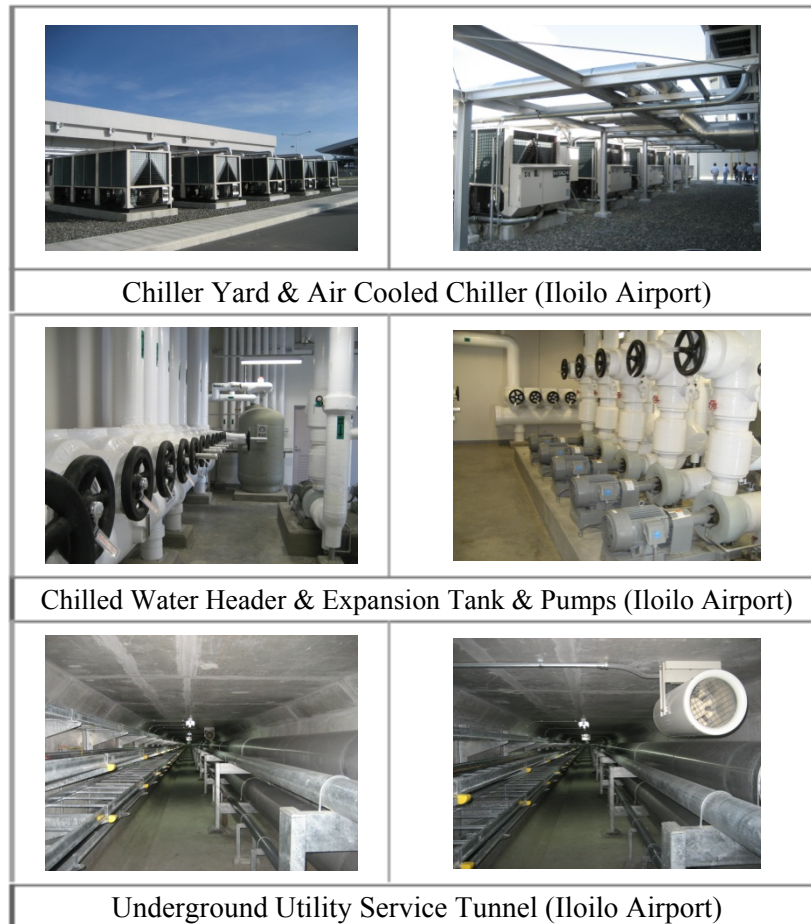 Chiller Yard & Air Cooled Chiller (Iloilo Airport)
Chilled Water Header & Expansion Tank & Pumps (Iloilo Airport)
Underground Utility Service Tunnel (Iloilo Airport)